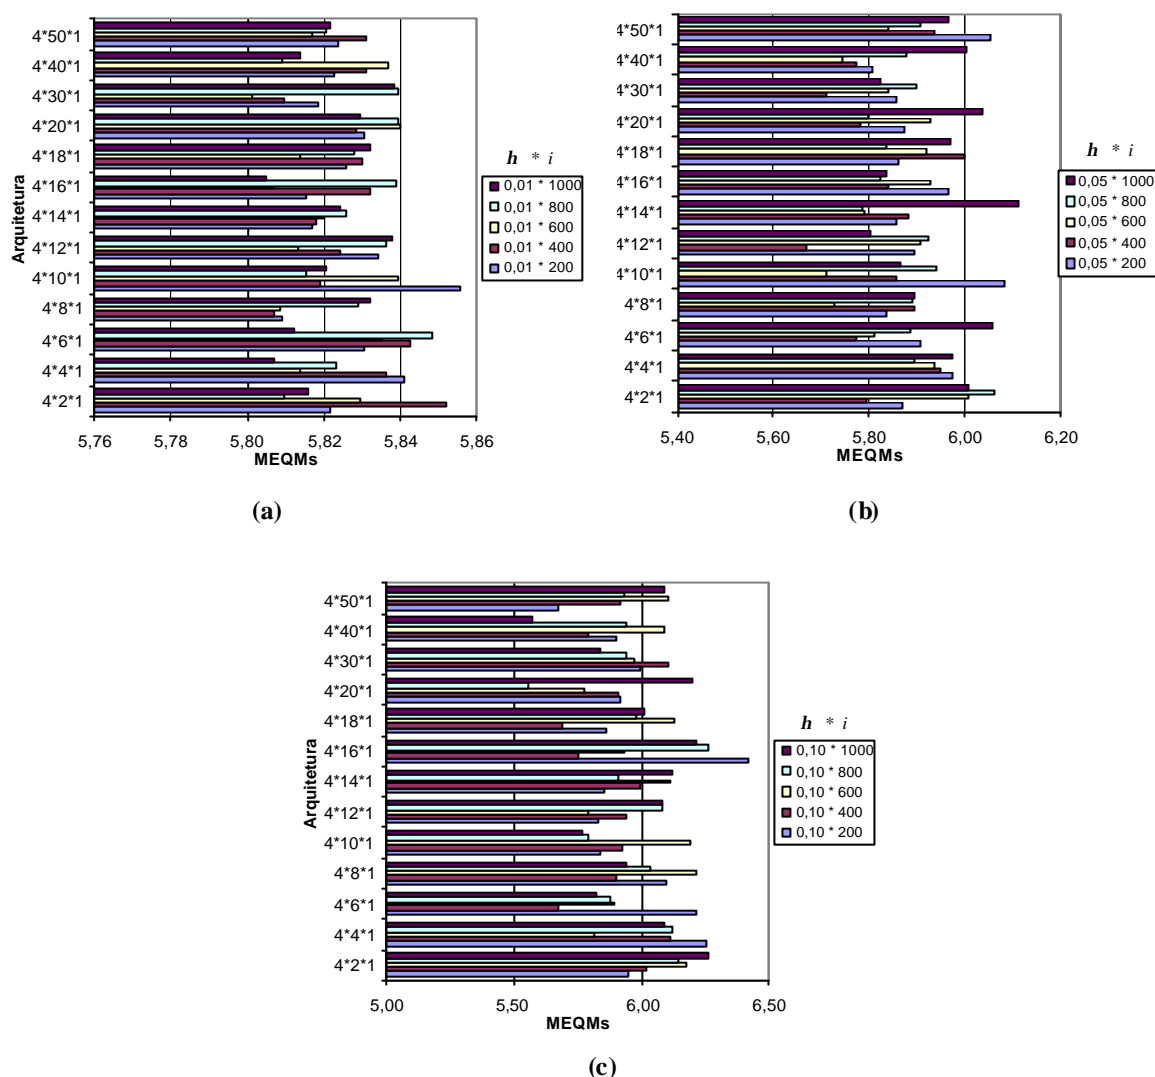 Arquitetura
4*50*1
4*40*1
4*30*1
4*20*1
4*18*1
4*16*1
4*14*1
4*12*1
4*10*1
4*8*1
4*6*1
4*4*1
4*2*1
5,76 5,78 5,80 5,82 5,84 5,86
MEQMs
h * i
0,01 * 1000
0,01 * 800
0,01 * 600
0,01 * 400
0,01 * 200
(a)
4*50*1
4*40*1
4*30*1
4*20*1
4*18*1
4*16*1
4*14*1
4*12*1
4*10*1
4*8*1
4*6*1
4*4*1
4*2*1
5,40 5,60 5,80 6,00 6,20
MEQMs
h * i
0,05 * 1000
0,05 * 800
0,05 * 600
0,05 * 400
0,05 * 200
(b)
Arquitetura
4*50*1
4*40*1
4*30*1
4*20*1
4*18*1
4*16*1
4*14*1
4*12*1
4*10*1
4*8*1
4*6*1
4*4*1
4*2*1
5,00 5,50 6,00 6,50
MEQMs
h * i
0,10 * 1000
0,10 * 800
0,10 * 600
0,10 * 400
0,10 * 200
(c)